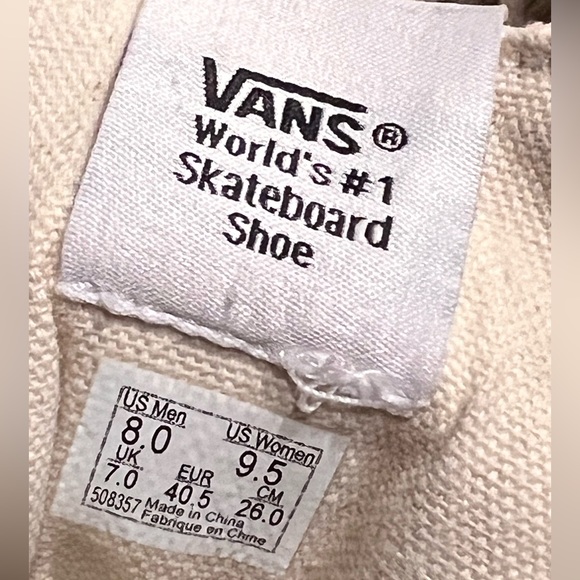 VANS®
World's #1
Skateboard
Shoe
US Men US Women
8.0 9.5
UK EUR CM
7.0 40.5 26.0
508357 Made in China
Fabrique en Chine